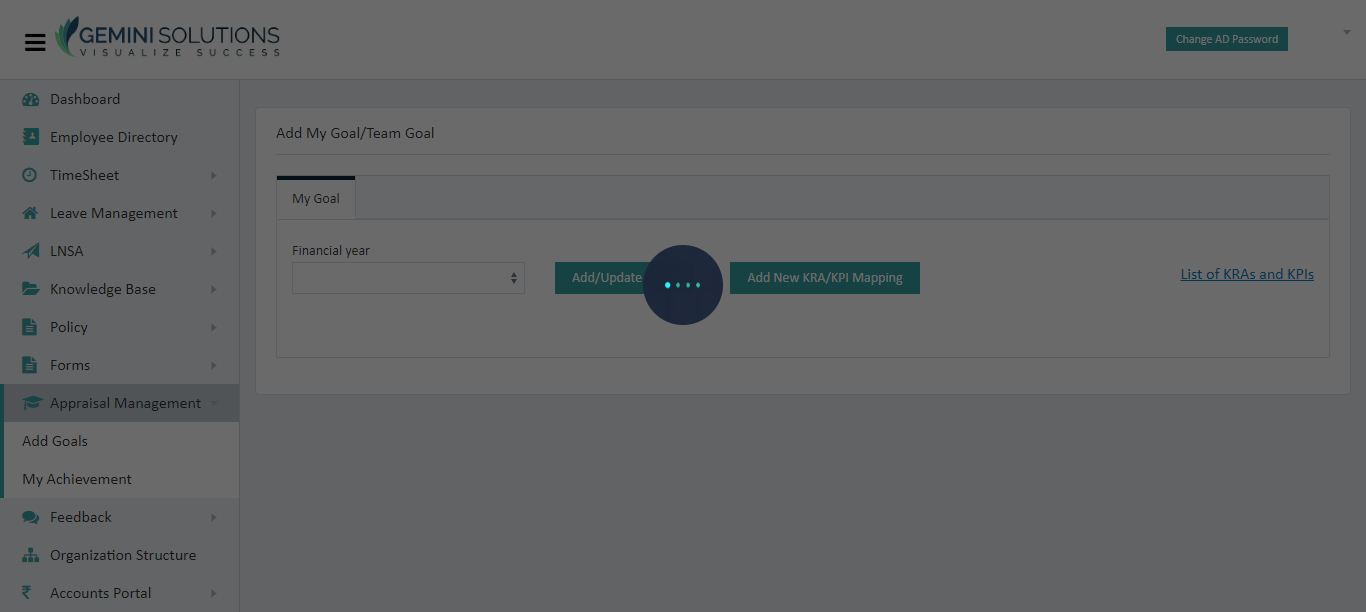 GEMINI SOLUTIONS
VISUALIZE SUCCESS
Change AD Password
Dashboard
Employee Directory
TimeSheet
Leave Management
LNSA
Knowledge Base
Policy
Forms
Appraisal Management
Add Goals
My Achievement
Feedback
Organization Structure
₹ Accounts Portal
Add My Goal/Team Goal
My Goal
Financial year
Add/Update
Add New KRA/KPI Mapping
List of KRAs and KPIs